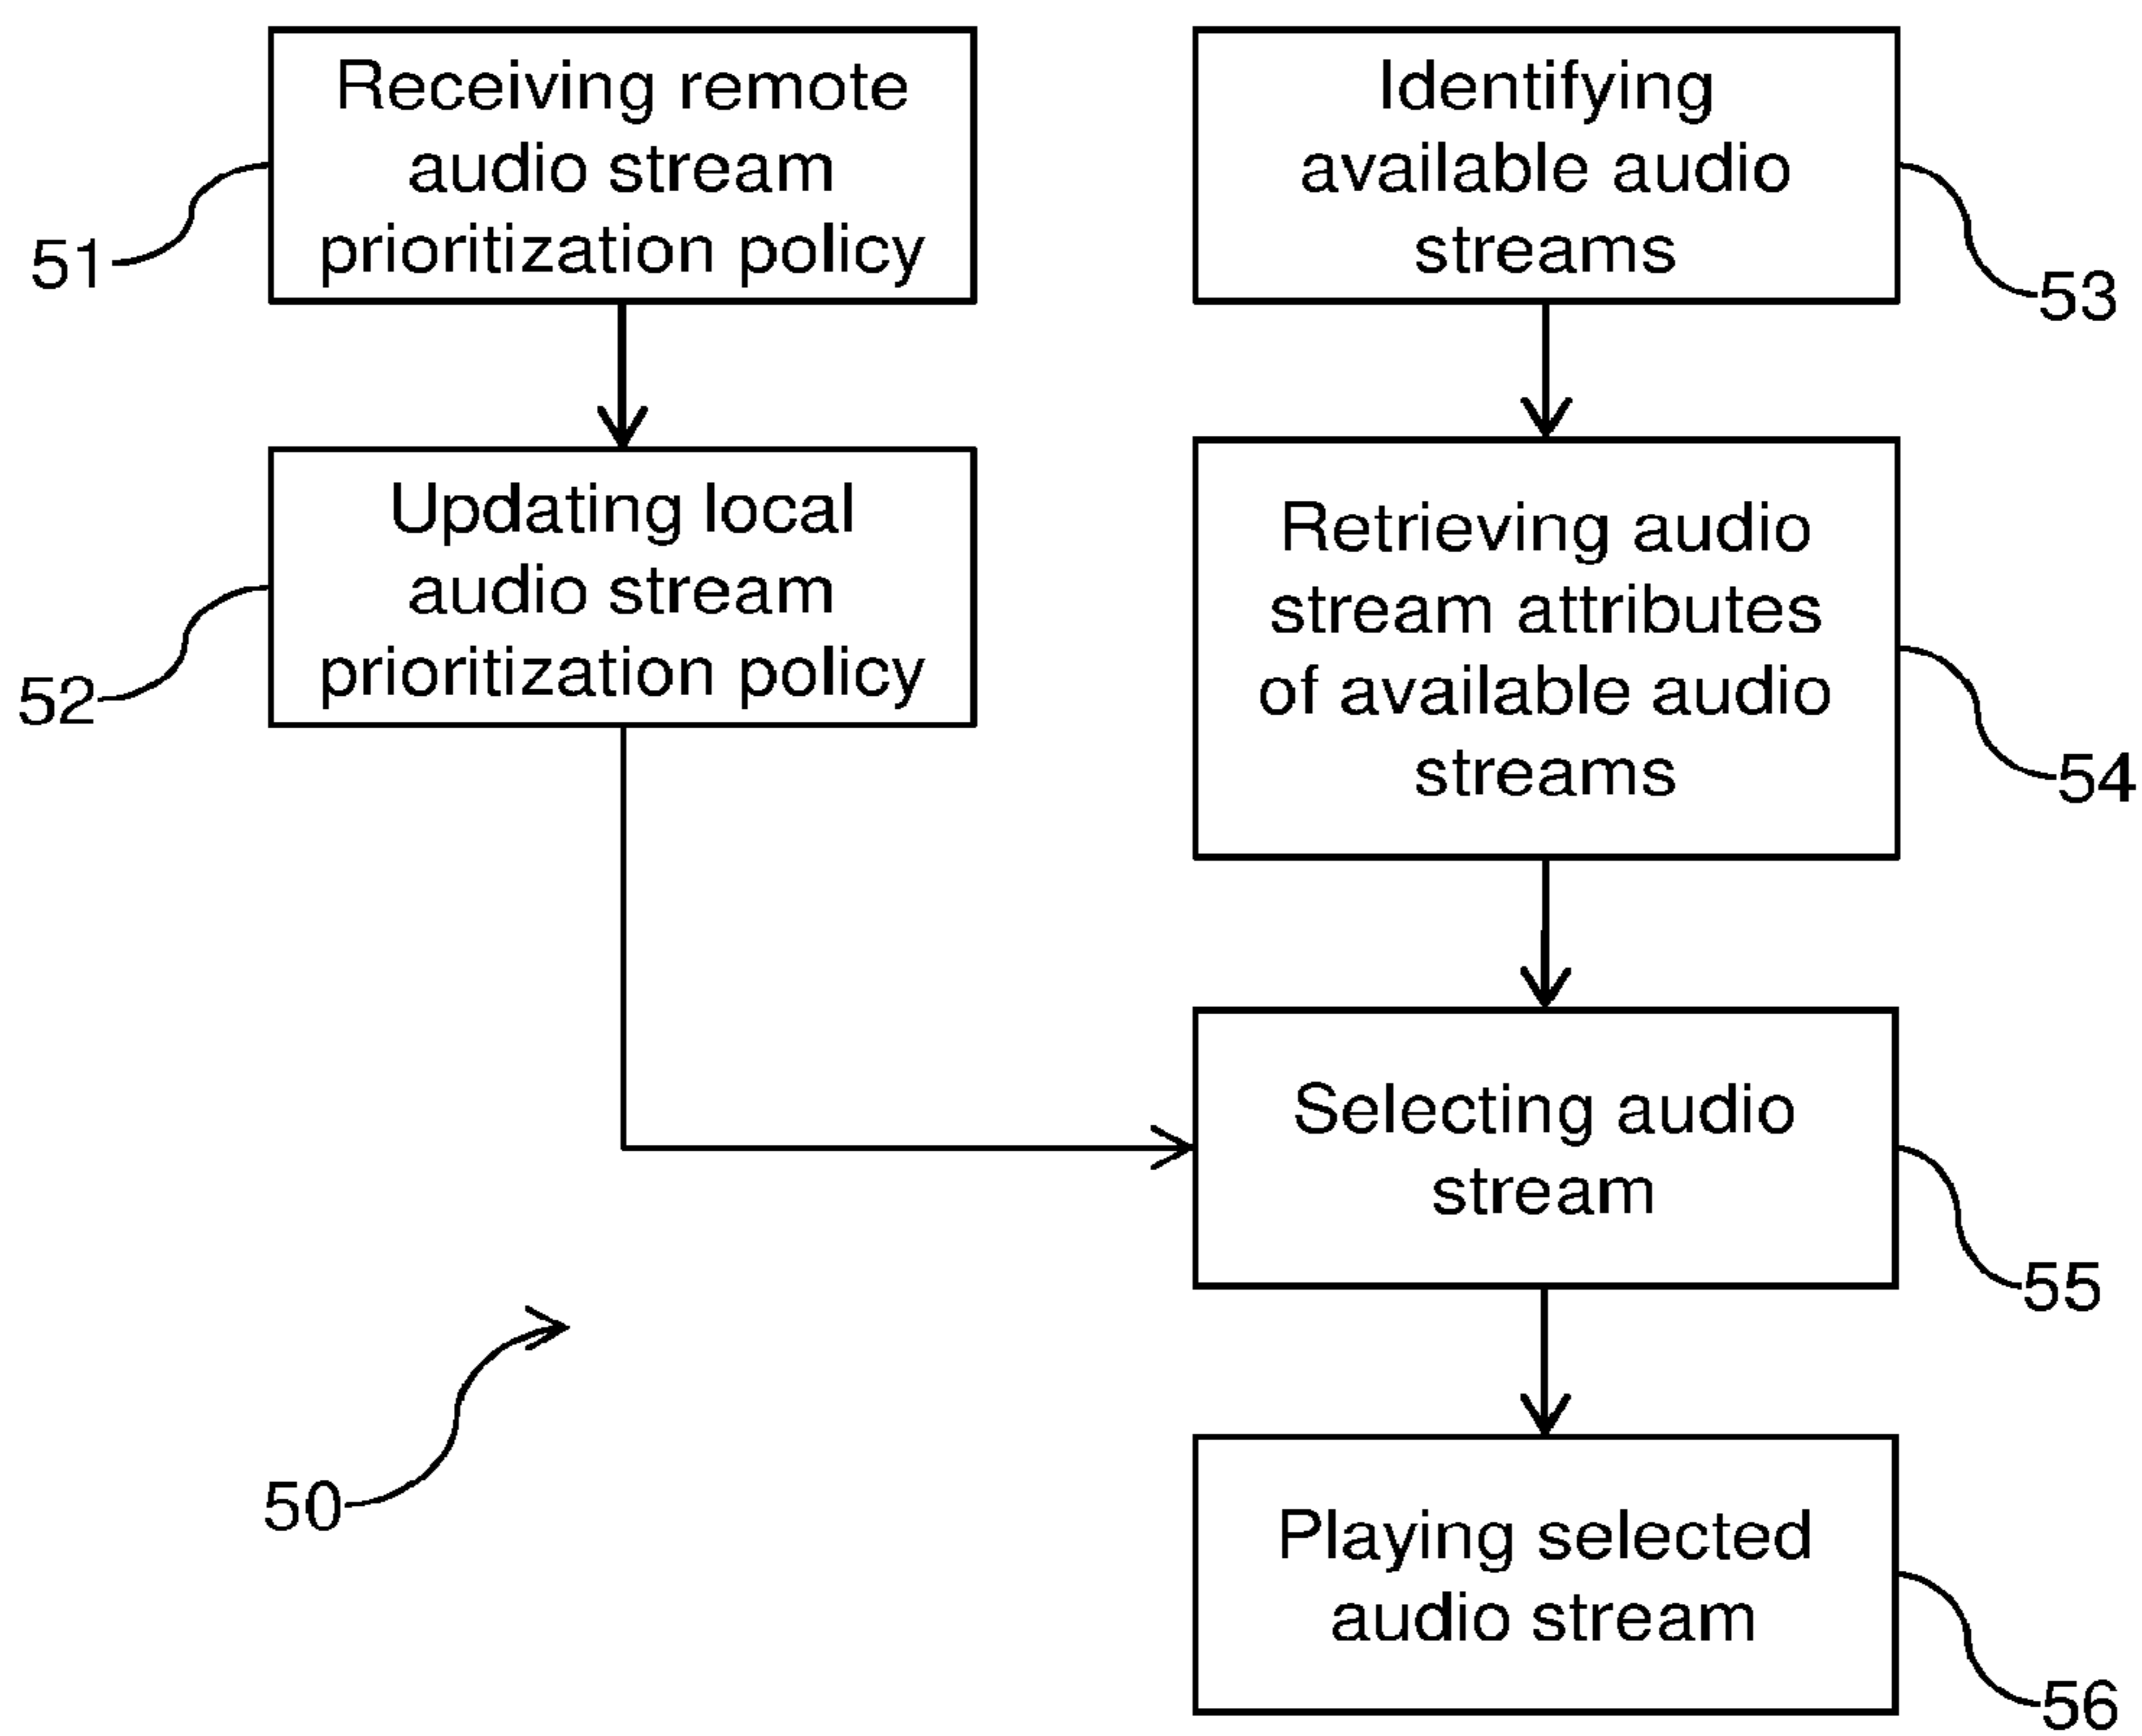 Receiving remote
audio stream
prioritization policy
51
Updating local
audio stream
prioritization policy
52
Identifying
available audio
streams
53
Retrieving audio
stream attributes
of available audio
streams
54
Selecting audio
stream
55
Playing selected
audio stream
56
50